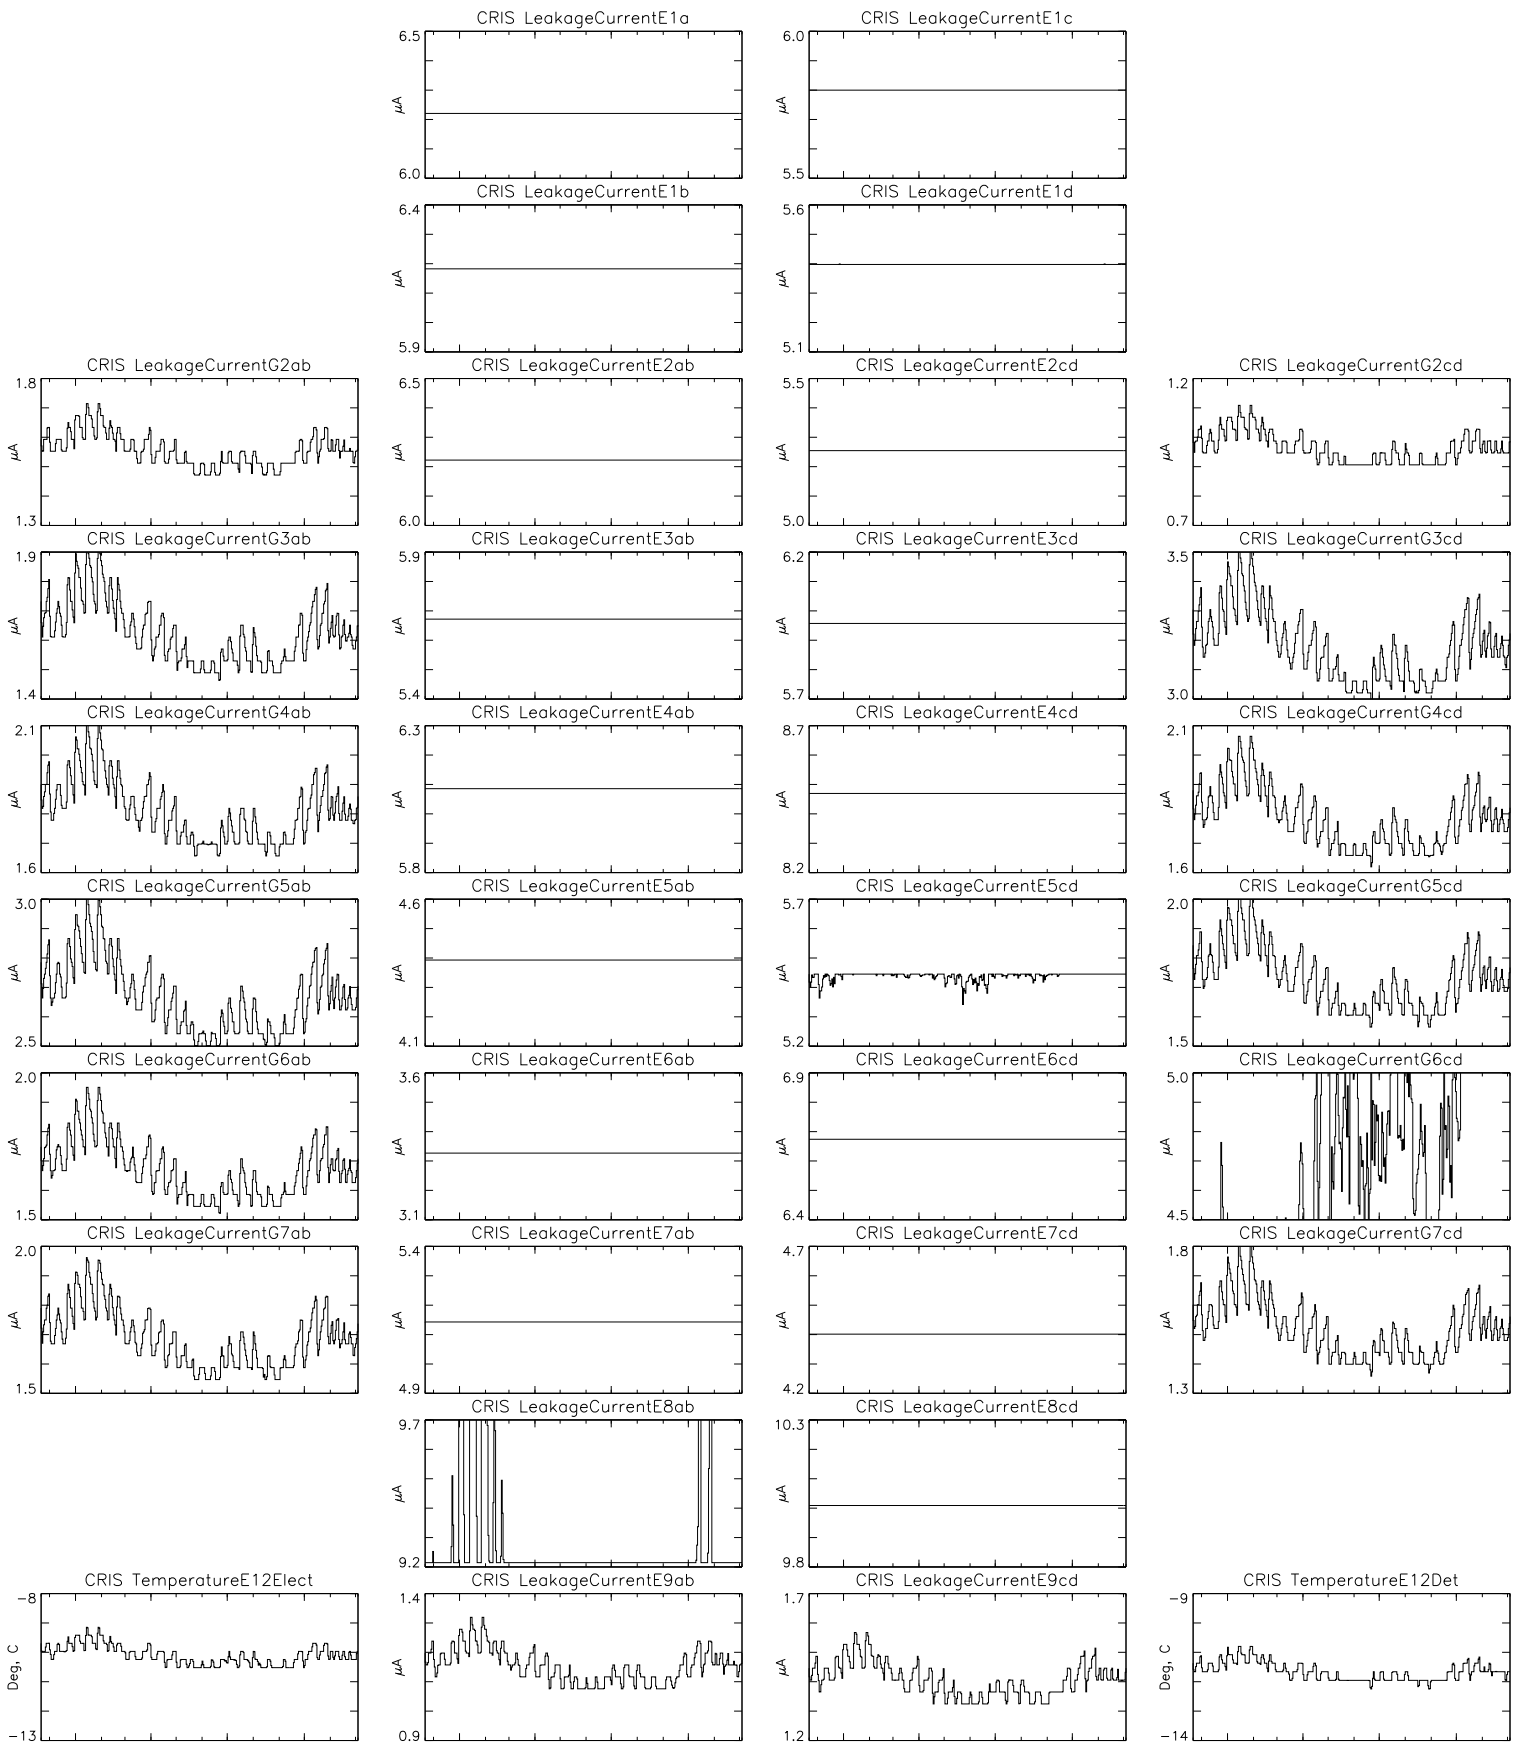 CRIS LeakageCurrentE1a
6.5
μA
6.0
CRIS LeakageCurrentE1c
6.0
μA
5.5
CRIS LeakageCurrentE1b
6.4
μA
5.9
CRIS LeakageCurrentE1d
5.6
μA
5.1
CRIS LeakageCurrentG2ab
1.8
μA
1.3
CRIS LeakageCurrentE2ab
6.5
μA
6.0
CRIS LeakageCurrentE2cd
5.5
μA
5.0
CRIS LeakageCurrentG2cd
1.2
μA
0.7
CRIS LeakageCurrentG3ab
1.9
μA
1.4
CRIS LeakageCurrentE3ab
5.9
μA
5.4
CRIS LeakageCurrentE3cd
6.2
μA
5.7
CRIS LeakageCurrentG3cd
3.5
μA
3.0
CRIS LeakageCurrentG4ab
2.1
μA
1.6
CRIS LeakageCurrentE4ab
6.3
μA
5.8
CRIS LeakageCurrentE4cd
8.7
μA
8.2
CRIS LeakageCurrentG4cd
2.1
μA
1.6
CRIS LeakageCurrentG5ab
3.0
μA
2.5
CRIS LeakageCurrentE5ab
4.6
μA
4.1
CRIS LeakageCurrentE5cd
5.7
μA
5.2
CRIS LeakageCurrentG5cd
2.0
μA
1.5
CRIS LeakageCurrentG6ab
2.0
μA
1.5
CRIS LeakageCurrentE6ab
3.6
μA
3.1
CRIS LeakageCurrentE6cd
6.9
μA
6.4
CRIS LeakageCurrentG6cd
5.0
μA
4.5
CRIS LeakageCurrentG7ab
2.0
μA
1.5
CRIS LeakageCurrentE7ab
5.4
μA
4.9
CRIS LeakageCurrentE7cd
4.7
μA
4.2
CRIS LeakageCurrentG7cd
1.8
μA
1.3
CRIS LeakageCurrentE8ab
9.7
μA
9.2
CRIS LeakageCurrentE8cd
10.3
μA
9.8
CRIS TemperatureE12Elect
−8
Deg, C
−13
CRIS LeakageCurrentE9ab
1.4
μA
0.9
CRIS LeakageCurrentE9cd
1.7
μA
1.2
CRIS TemperatureE12Det
−9
Deg, C
−14